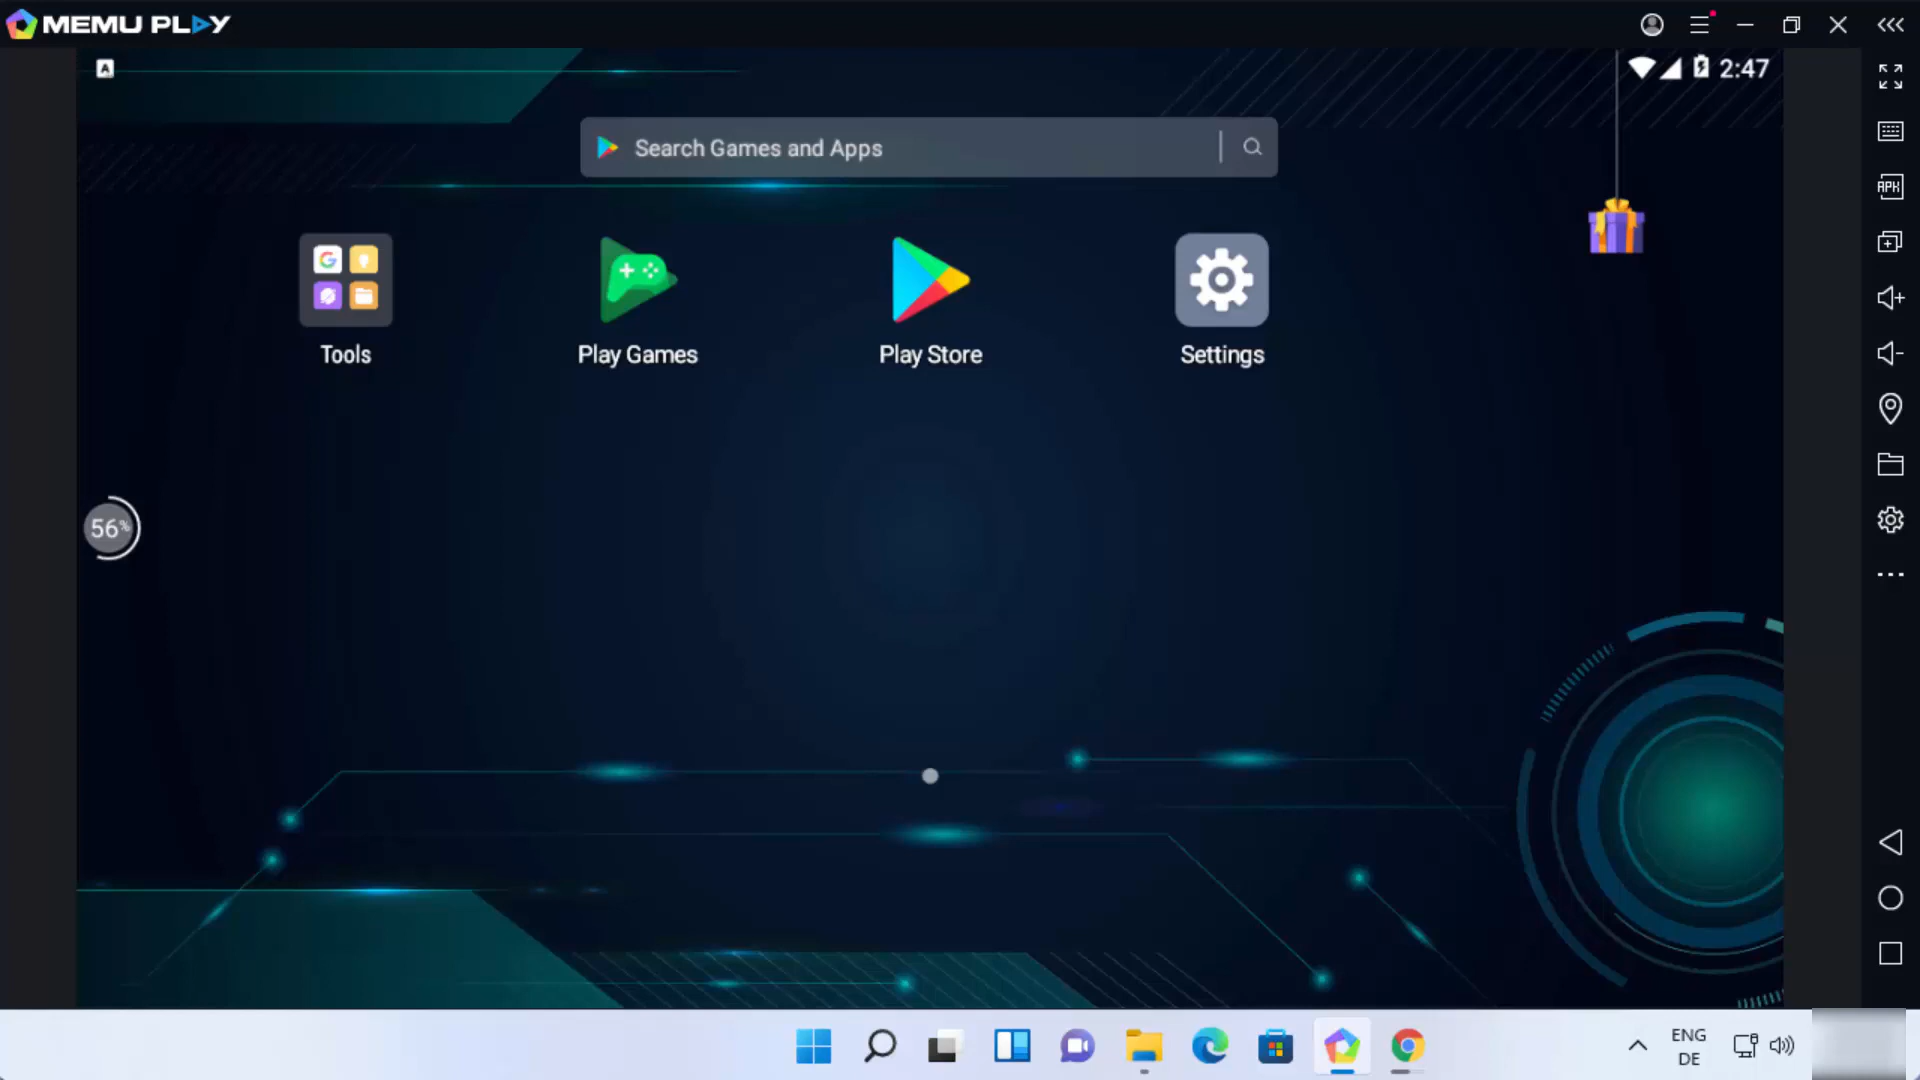 MEMU PLAY
A
2:47
Search Games and Apps
APK
Tools
Play Games
Play Store
Settings
56%
ENG
DE